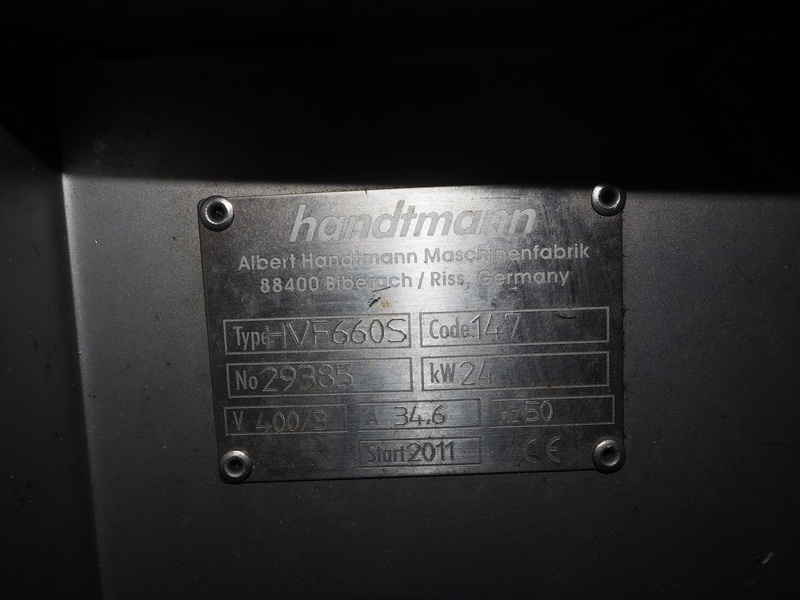 handtmann
Albert Handtmann Maschinenfabrik
88400 Biberach / Riss, Germany
Type HVF660S Code 147
No 29385 kW 24
V 400/3 A 34,6 Hz 50
Start 2011 CE